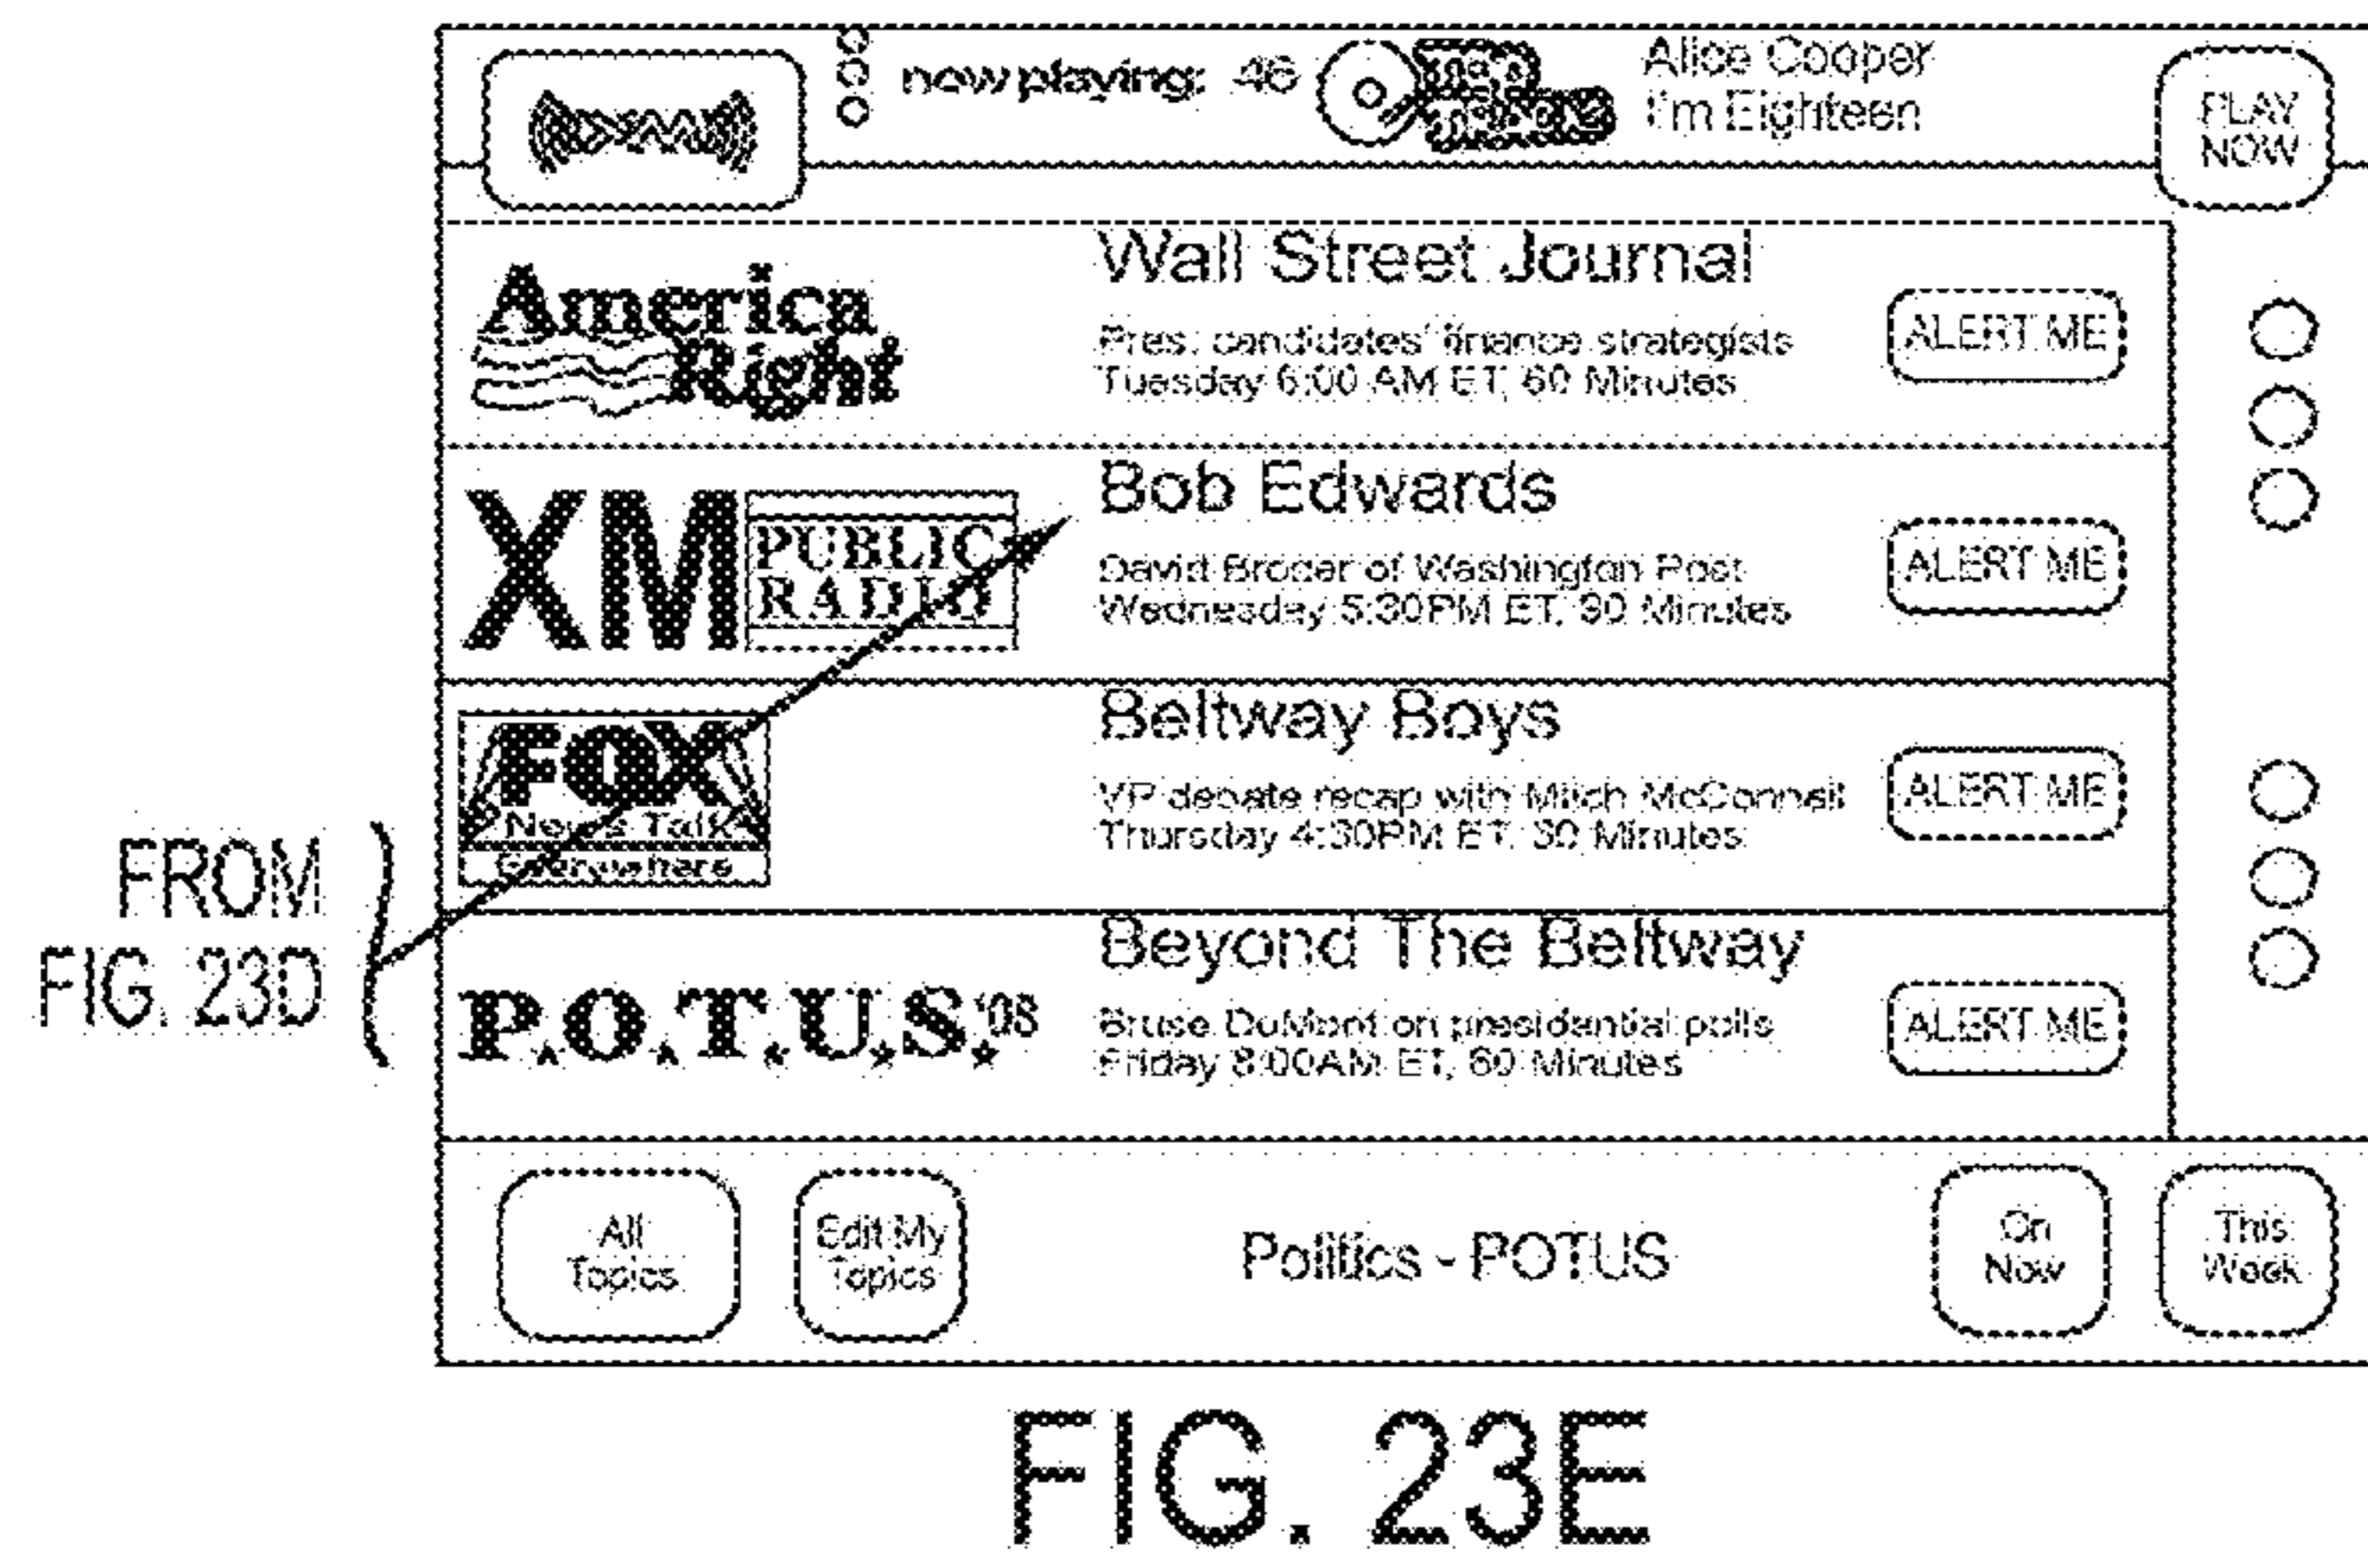 now playing: 46
Alice Cooper
I'm Eighteen
PLAY
NOW
XM
America
Right
Wall Street Journal
Pres. candidates' finance strategists
Tuesday 6:00 AM ET, 60 Minutes
ALERT ME
XM PUBLIC
RADIO
Bob Edwards
David Broder of Washington Post
Wednesday 5:30PM ET, 90 Minutes
ALERT ME
FOX
News Talk
Everywhere
Beltway Boys
VP debate recap with Mitch McConnell
Thursday 4:30PM ET, 30 Minutes
ALERT ME
P.O.T.U.S. '08
Beyond The Beltway
Bruse DuMont on presidential polls
Friday 8:00AM ET, 60 Minutes
ALERT ME
FROM
FIG. 23D
All
Topics
Edit My
Topics
Politics - POTUS
On
Now
This
Week
FIG. 23E